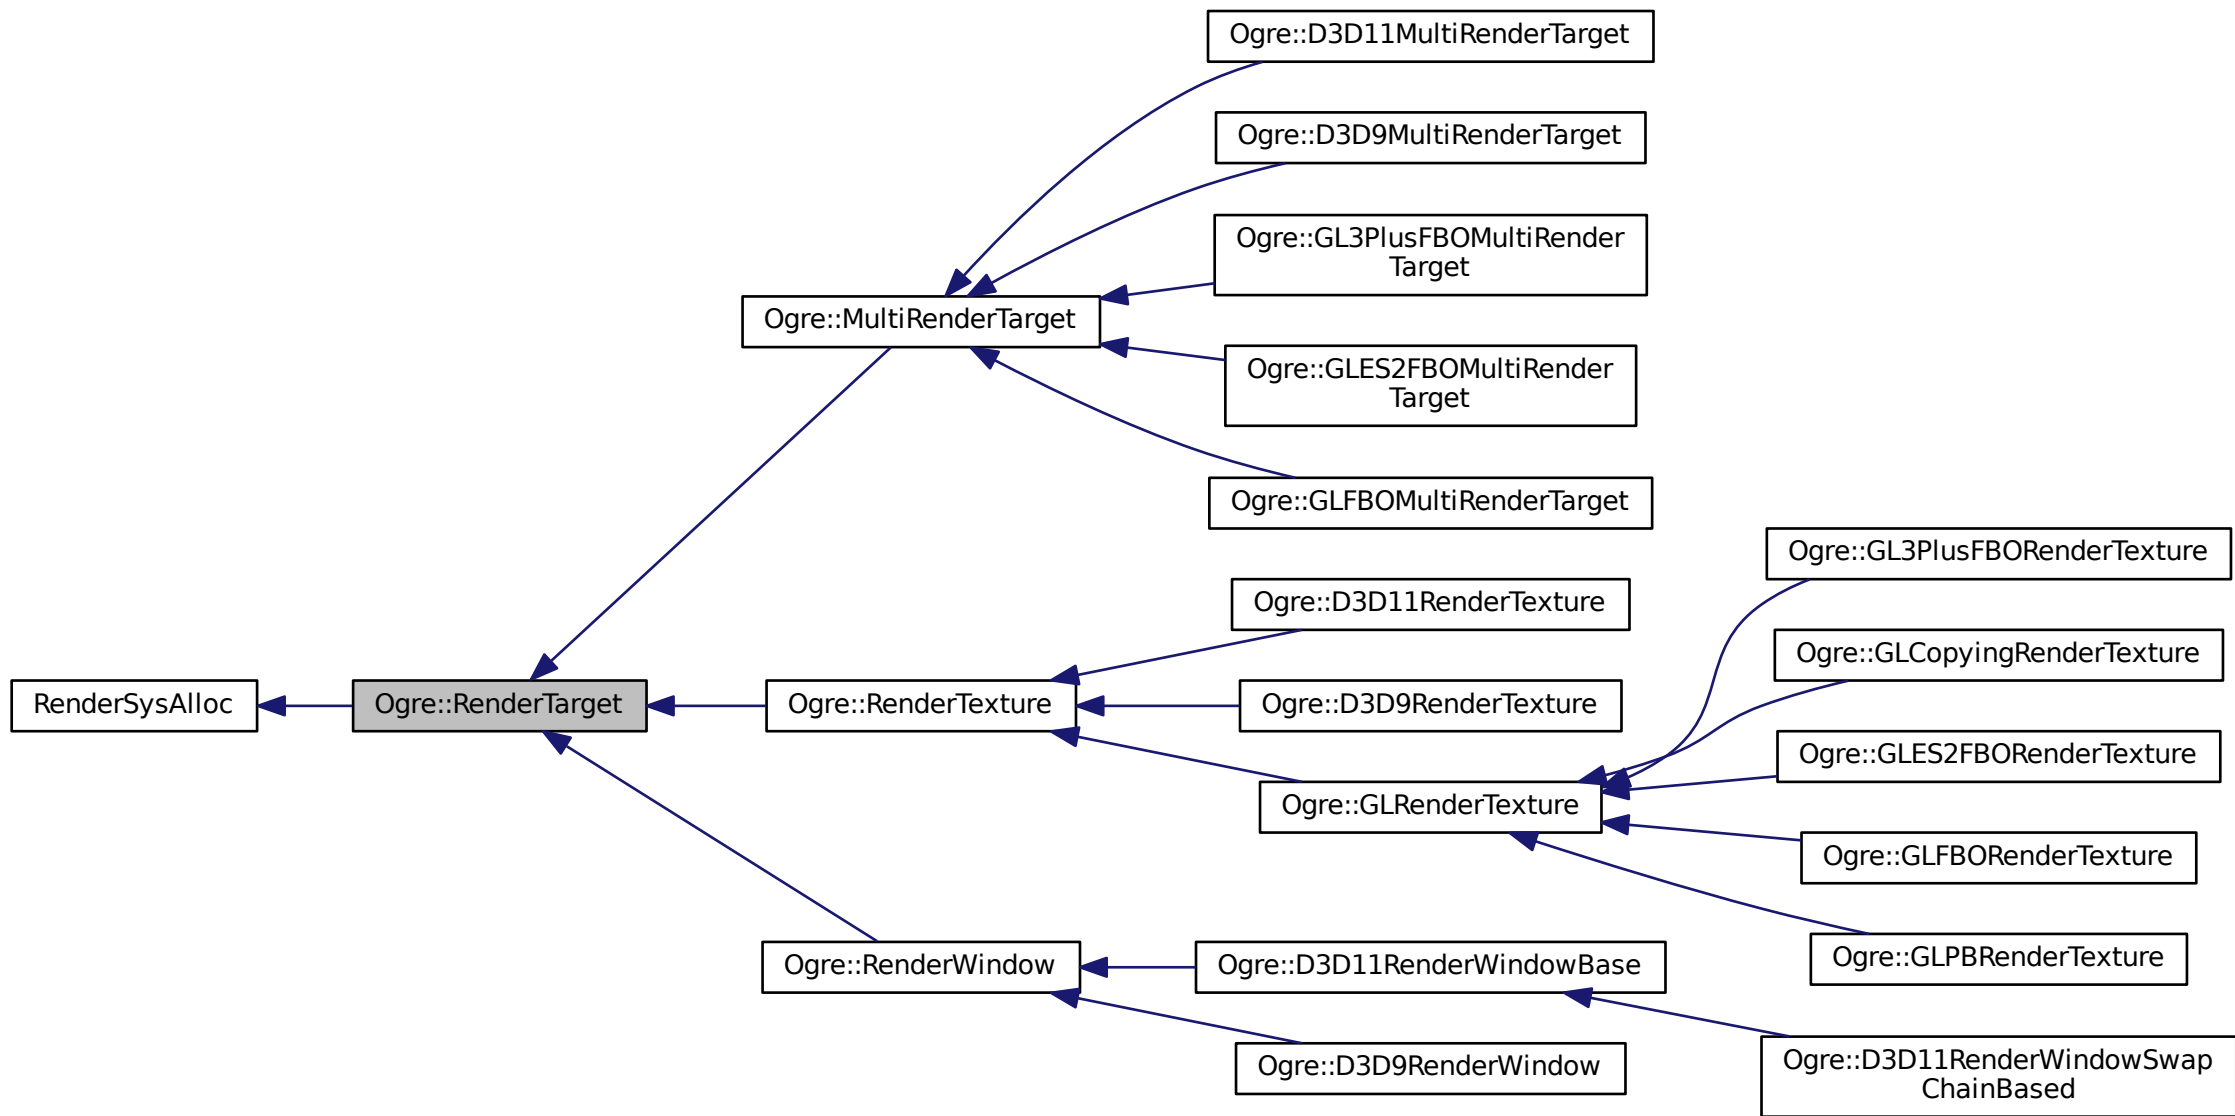 Ogre::D3D11MultiRenderTarget
Ogre::D3D9MultiRenderTarget
Ogre::GL3PlusFBOMultiRender
Target
Ogre::MultiRenderTarget
Ogre::GLES2FBOMultiRender
Target
Ogre::GLFBOMultiRenderTarget
Ogre::GL3PlusFBORenderTexture
Ogre::D3D11RenderTexture
Ogre::GLCopyingRenderTexture
RenderSysAlloc
Ogre::RenderTarget
Ogre::RenderTexture
Ogre::D3D9RenderTexture
Ogre::GLES2FBORenderTexture
Ogre::GLRenderTexture
Ogre::GLFBORenderTexture
Ogre::GLPBRenderTexture
Ogre::RenderWindow
Ogre::D3D11RenderWindowBase
Ogre::D3D9RenderWindow
Ogre::D3D11RenderWindowSwap
ChainBased